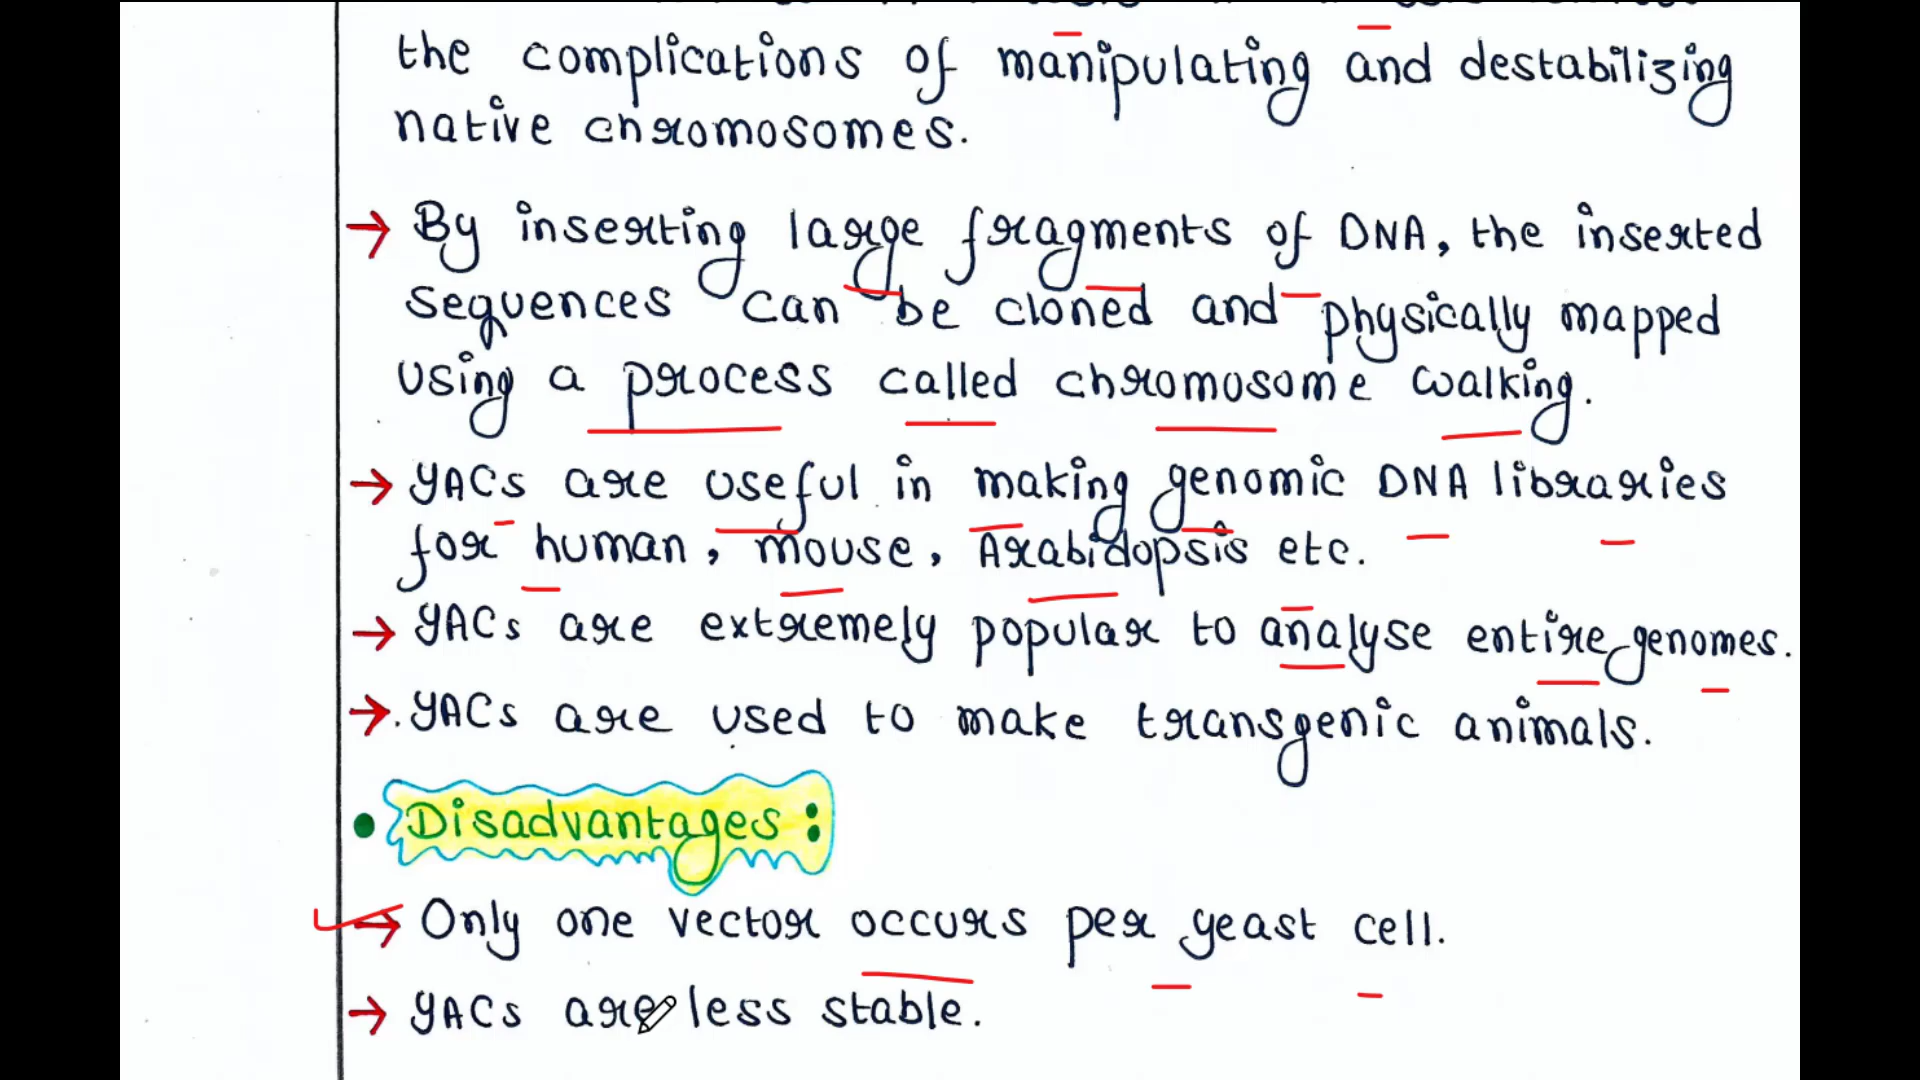 the complications of manipulating and destabilizing
native chromosomes.
→ By inserting large fragments of DNA, the inserted
sequences can be cloned and physically mapped
using a process called chromosome walking.
→ YACs are useful in making genomic DNA libraries
for human, mouse, Arabidopsis etc.
→ YACs are extremely popular to analyse entire genomes.
→ YACs are used to make transgenic animals.
• Disadvantages:
→ Only one vector occurs per yeast cell.
→ YACs are less stable.